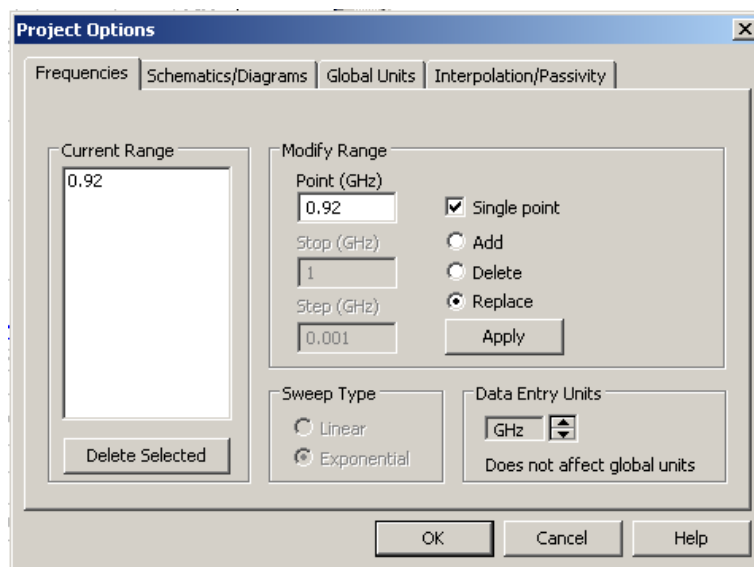 Project Options
Frequencies
Schematics/Diagrams
Global Units
Interpolation/Passivity
Current Range
0.92
Delete Selected
Modify Range
Point (GHz)
0.92
Stop (GHz)
1
Step (GHz)
0.001
Single point
Add
Delete
Replace
Apply
Sweep Type
Linear
Exponential
Data Entry Units
GHz
Does not affect global units
OK
Cancel
Help